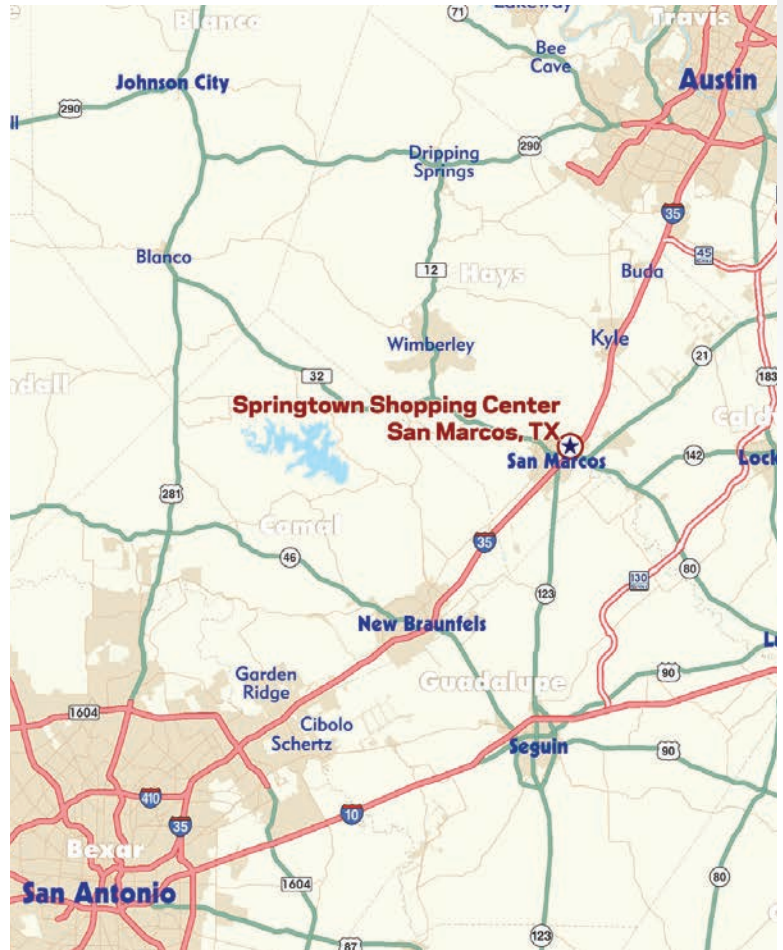 Blanco
Lakeway
71
Travis
Bee
Cave
Johnson City
Austin
290
Dripping
Springs
290
35
45
Blanco
12
Hays
Buda
Wimberley
Kyle
21
32
183
Springtown Shopping Center
San Marcos, TX
San Marcos
142
281
Comal
35
46
80
130
123
New Braunfels
Garden
Ridge
Guadalupe
90
1604
Cibolo
Schertz
Seguin
90
410
35
10
Bexar
San Antonio
1604
80
123
87